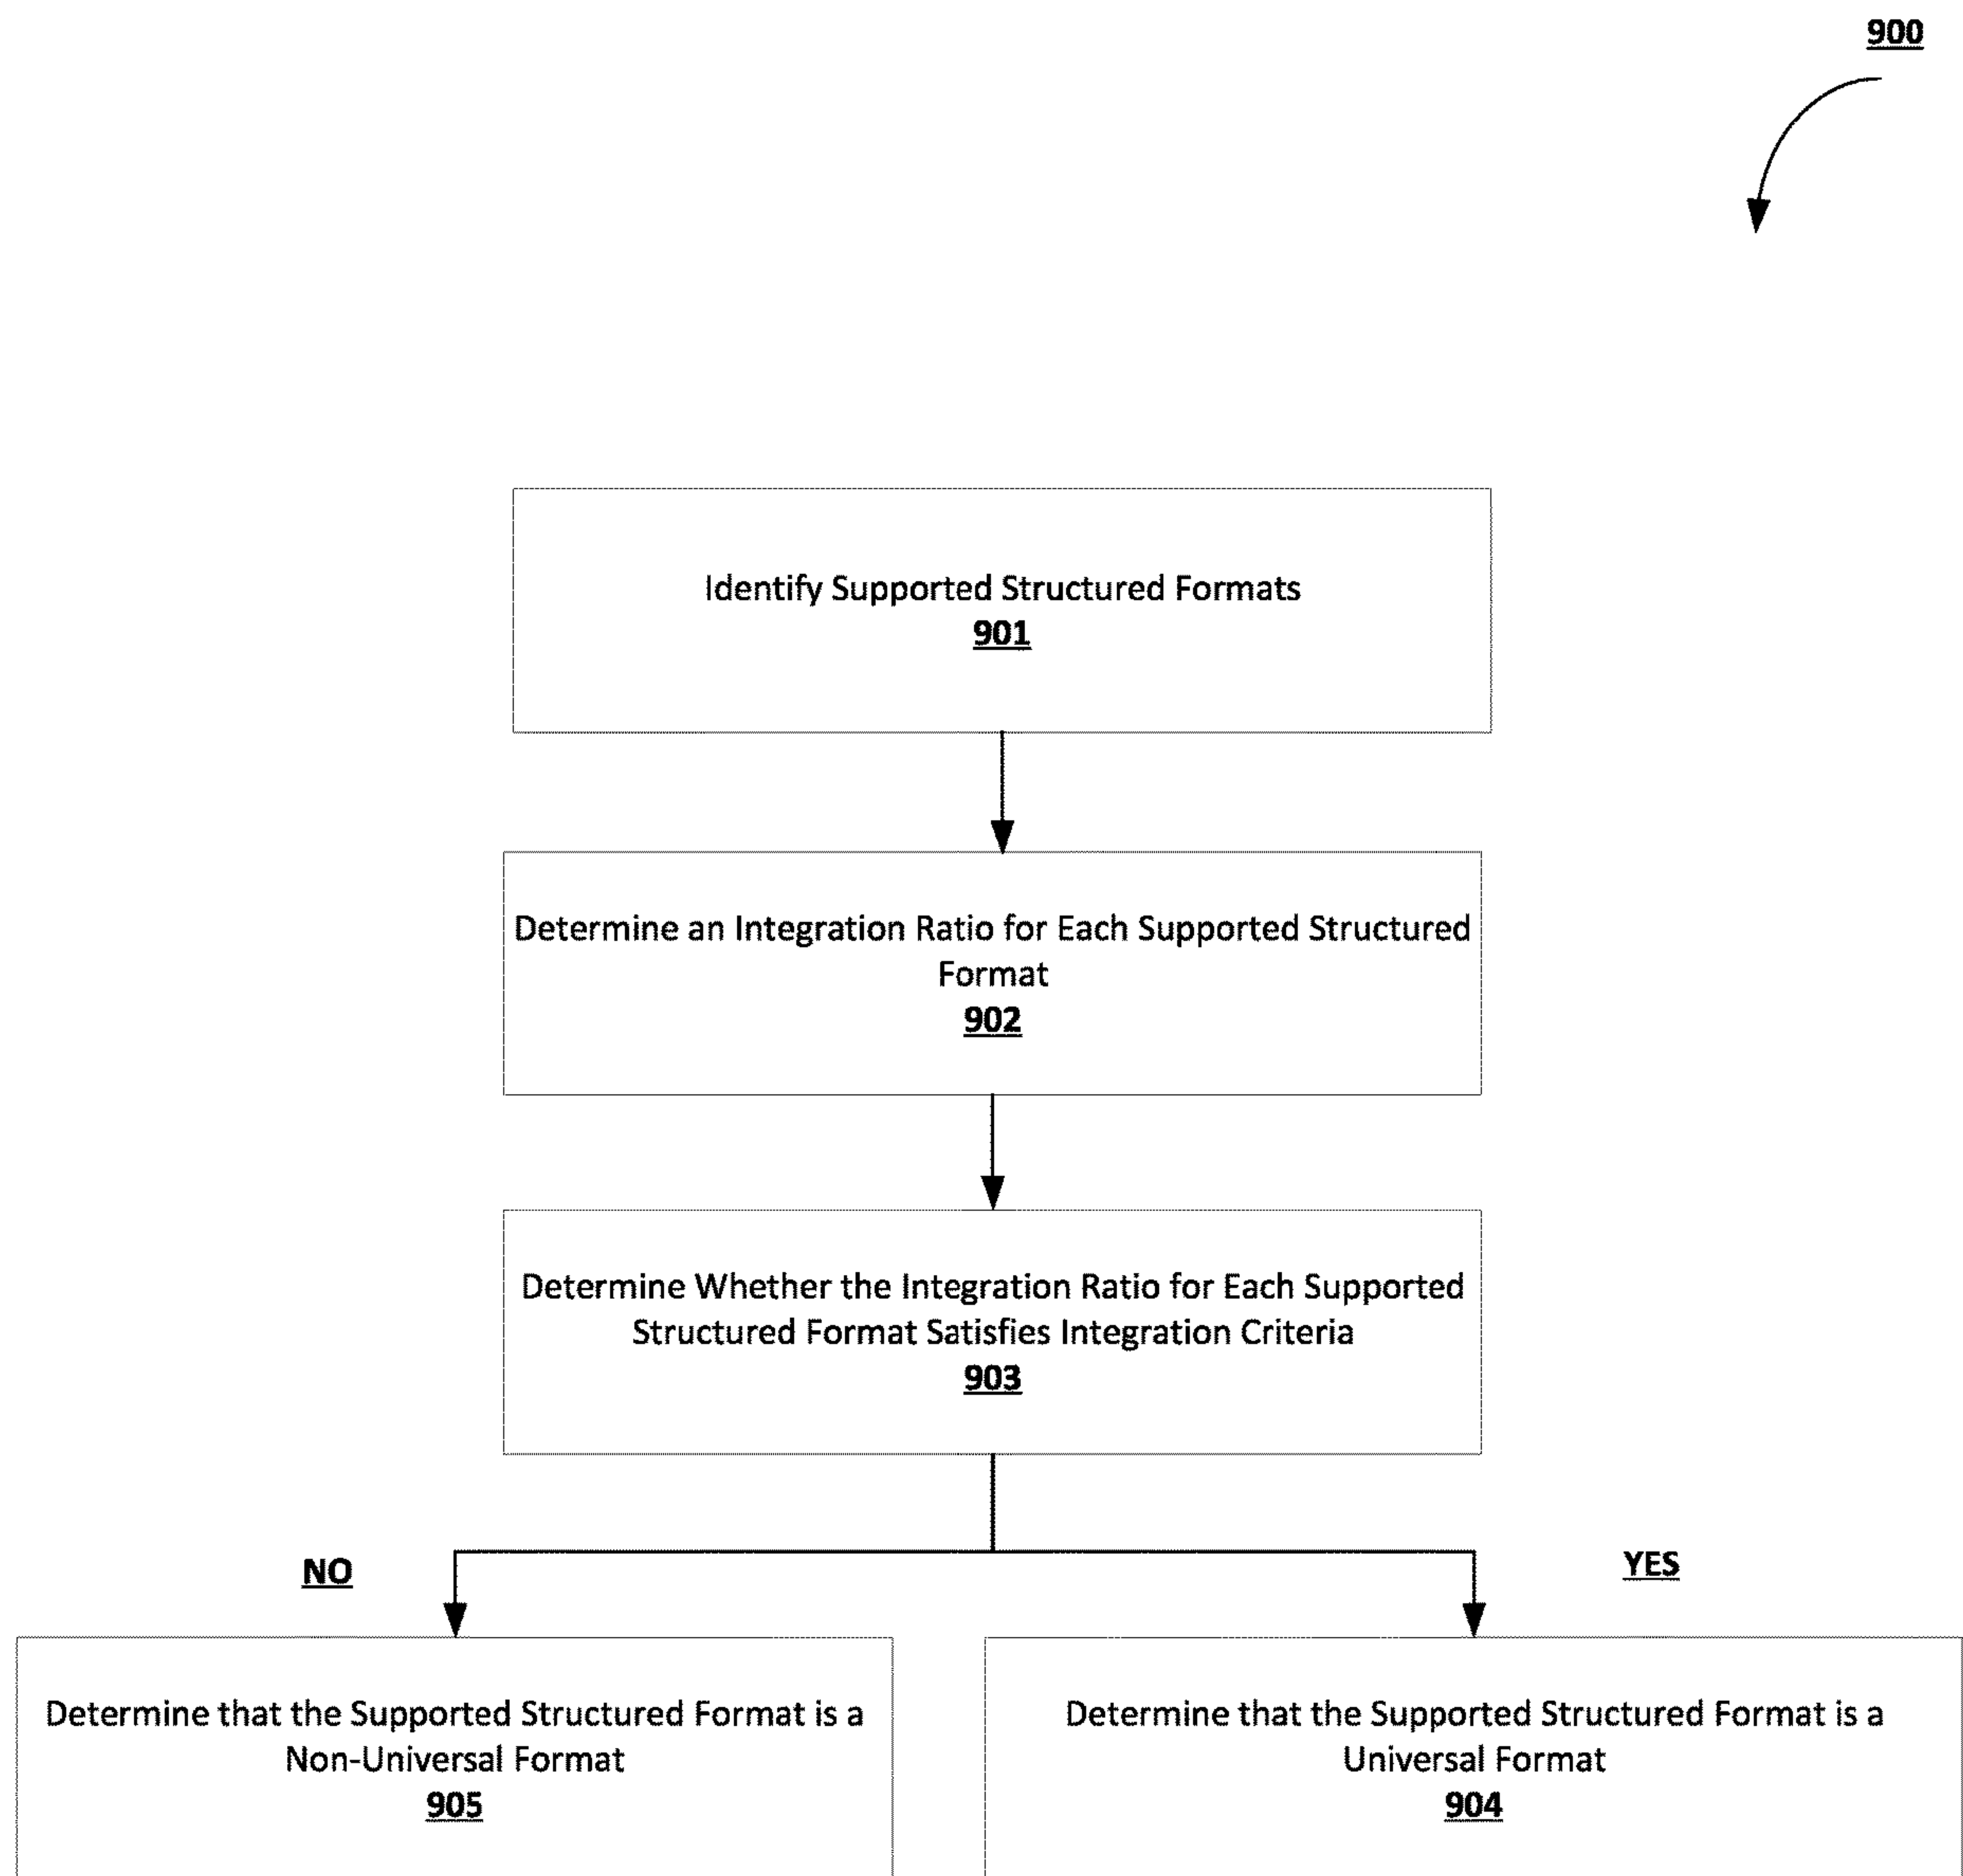 900
Identify Supported Structured Formats
901
Determine an Integration Ratio for Each Supported Structured
Format
902
Determine Whether the Integration Ratio for Each Supported
Structured Format Satisfies Integration Criteria
903
NO
YES
Determine that the Supported Structured Format is a
Non-Universal Format
905
Determine that the Supported Structured Format is a
Universal Format
904